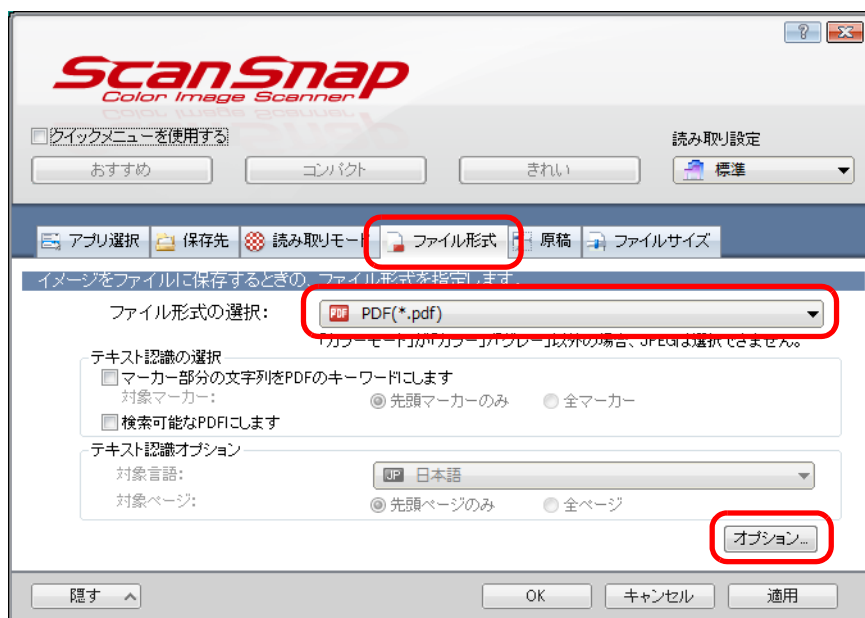 ScanSnap
Color Image Scanner
クイックメニューを使用する
読み取り設定
おすすめ コンパクト きれい 標準
アプリ選択 保存先 読み取りモード ファイル形式 原稿 ファイルサイズ
イメージをファイルに保存するときの、ファイル形式を指定します。
ファイル形式の選択: PDF PDF(*.pdf)
「カラーモード」が「カラー」/「グレー」以外の場合、JPEGは選択できません。
テキスト認識の選択
マーカー部分の文字列をPDFのキーワードにします
対象マーカー: 先頭マーカーのみ 全マーカー
検索可能なPDFにします
テキスト認識オプション
対象言語: JP 日本語
対象ページ: 先頭ページのみ 全ページ
オプション...
隠す OK キャンセル 適用